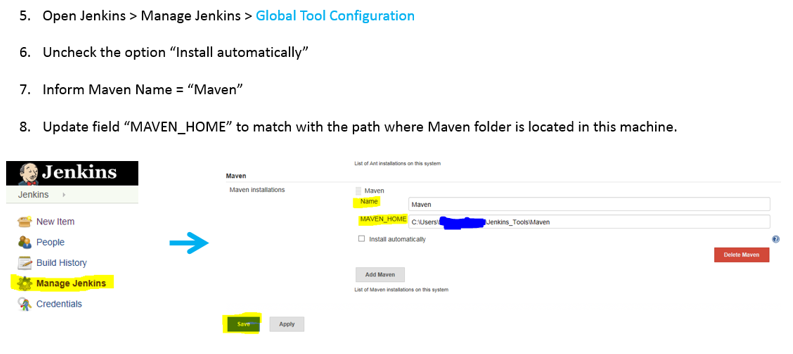 5. Open Jenkins > Manage Jenkins > Global Tool Configuration
6. Uncheck the option “Install automatically”
7. Inform Maven Name = “Maven”
8. Update field “MAVEN_HOME” to match with the path where Maven folder is located in this machine.
Jenkins
Jenkins
New Item
People
Build History
Manage Jenkins
Credentials
List of Ant installations on this system
Maven
Maven installations
Maven
Name Maven
MAVEN_HOME C:\Users\ \Jenkins_Tools\Maven
Install automatically
Delete Maven
Add Maven
List of Maven installations on this system
Save Apply